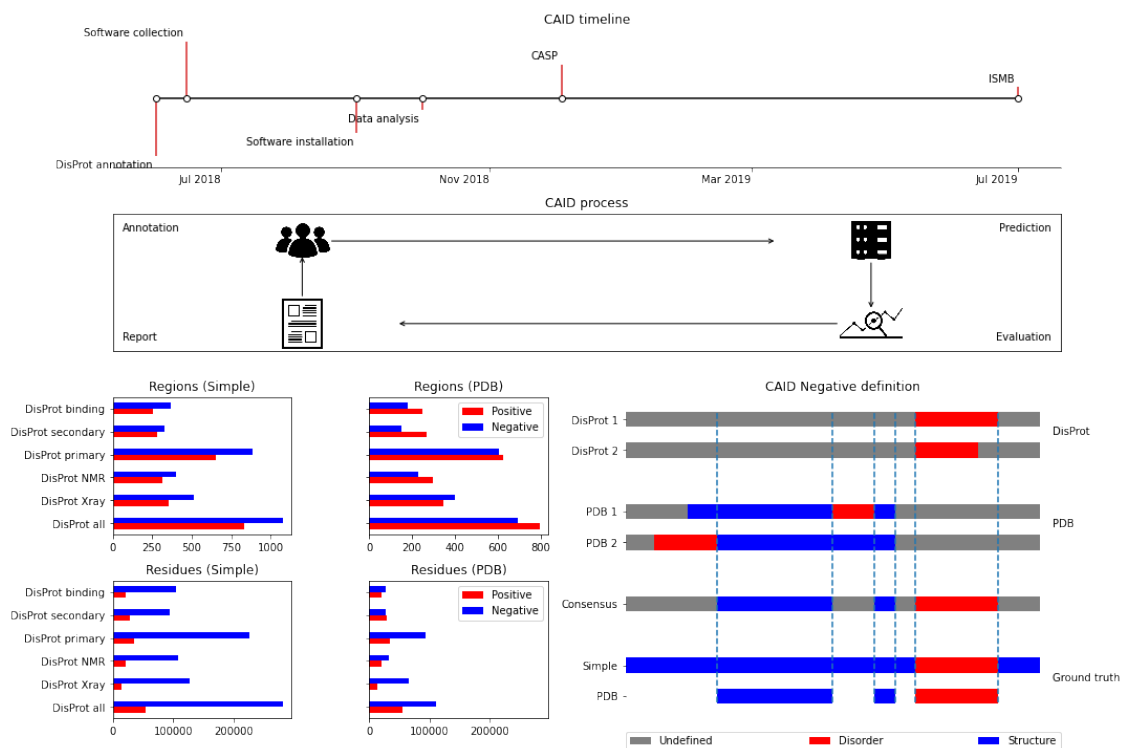 CAID timeline
Software collection
CASP
ISMB
Data analysis
Software installation
DisProt annotation
Jul 2018
Nov 2018
Mar 2019
Jul 2019
CAID process
Annotation
Prediction
Report
Evaluation
Regions (Simple)
DisProt binding
DisProt secondary
DisProt primary
DisProt NMR
DisProt Xray
DisProt all
0 250 500 750 1000
Regions (PDB)
Positive
Negative
0 200 400 600 800
Residues (Simple)
DisProt binding
DisProt secondary
DisProt primary
DisProt NMR
DisProt Xray
DisProt all
0 100000 200000
Residues (PDB)
Positive
Negative
0 100000 200000
CAID Negative definition
DisProt 1
DisProt
DisProt 2
PDB 1
PDB
PDB 2
Consensus
Simple
Ground truth
PDB
Undefined Disorder Structure